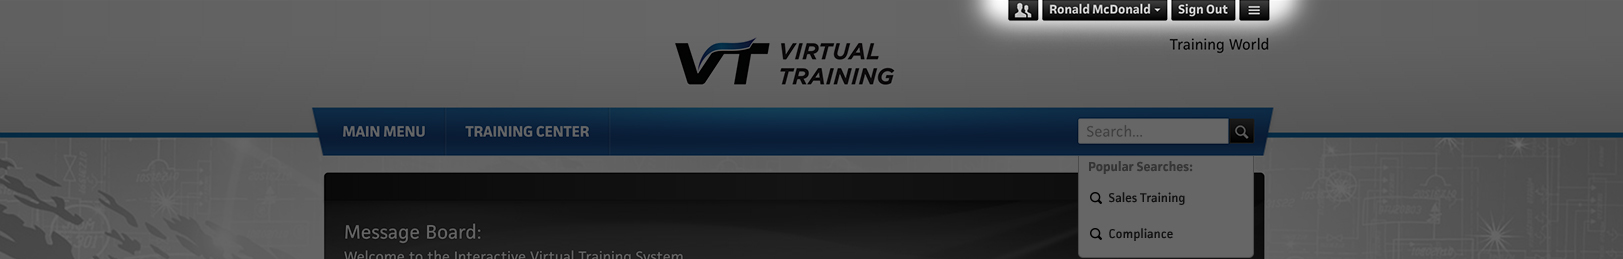 Ronald McDonald
Sign Out
Training World
VT VIRTUAL
TRAINING
MAIN MENU
TRAINING CENTER
Search...
Popular Searches:
Sales Training
Compliance
Message Board:
Welcome to the Interactive Virtual Training System